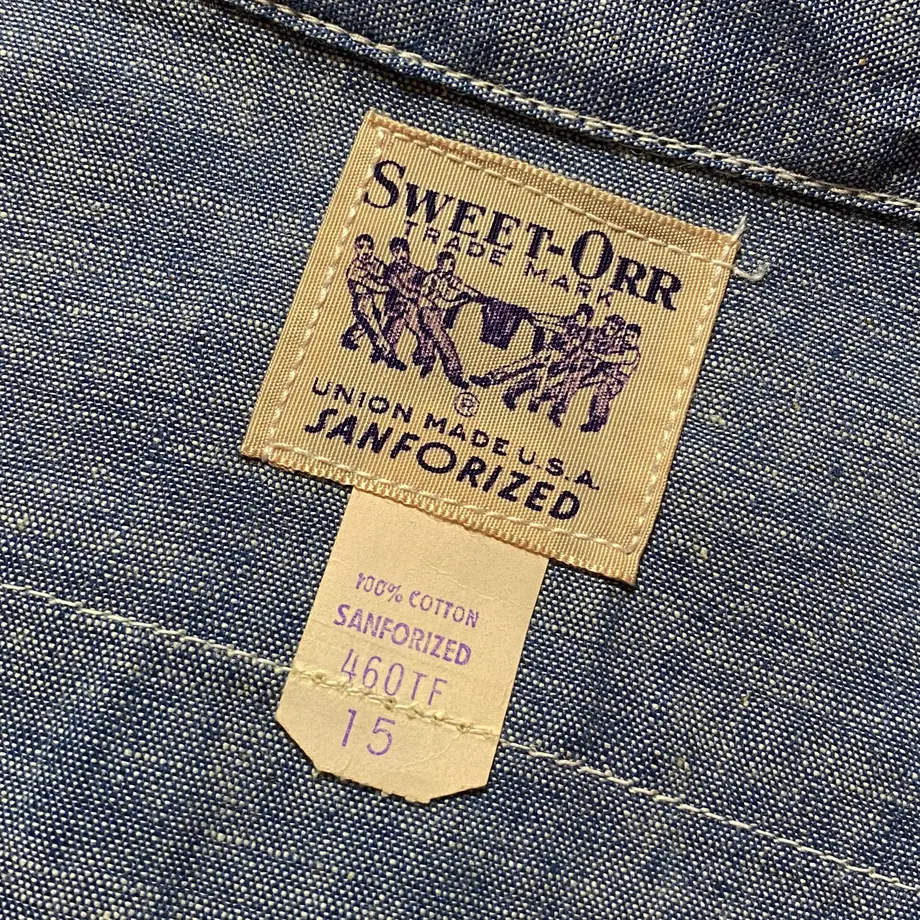 SWEET-ORR
TRADE MARK
®
UNION MADE U.S.A.
SANFORIZED
100% COTTON
SANFORIZED
460TF
15